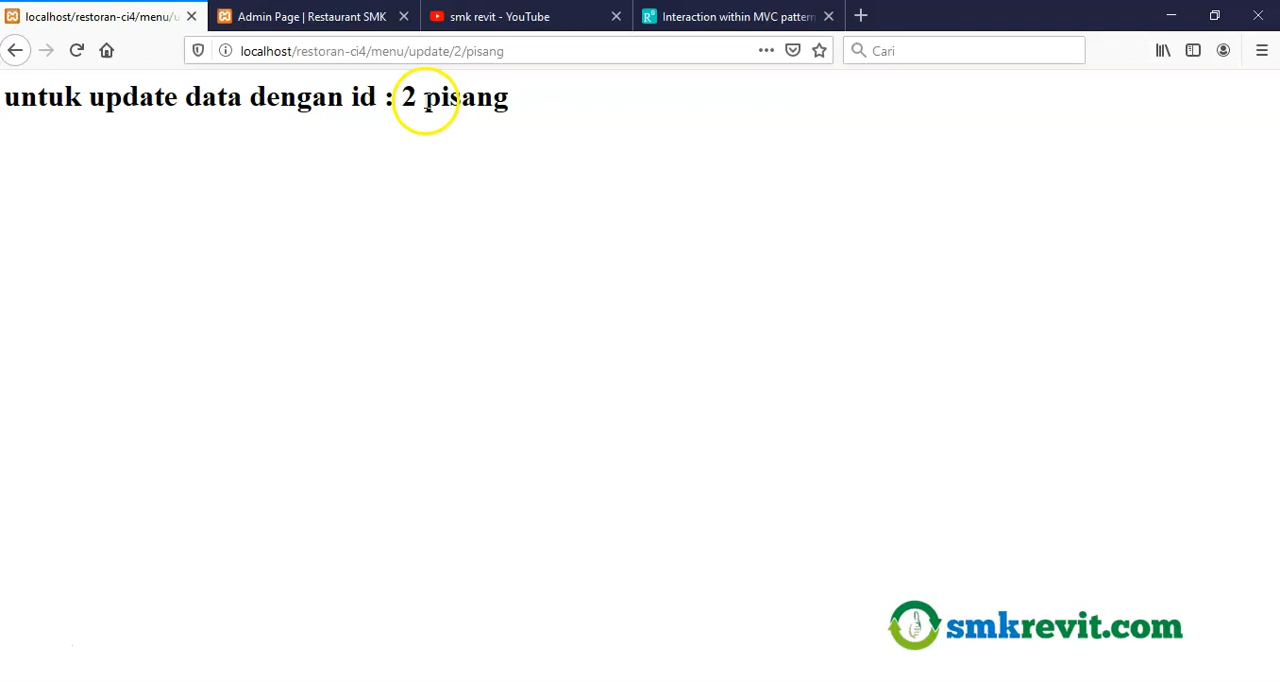 localhost/restoran-ci4/menu/u
Admin Page | Restaurant SMK
smk revit - YouTube
Interaction within MVC pattern
localhost/restoran-ci4/menu/update/2/pisang
Cari
untuk update data dengan id : 2 pisang
smkrevit.com